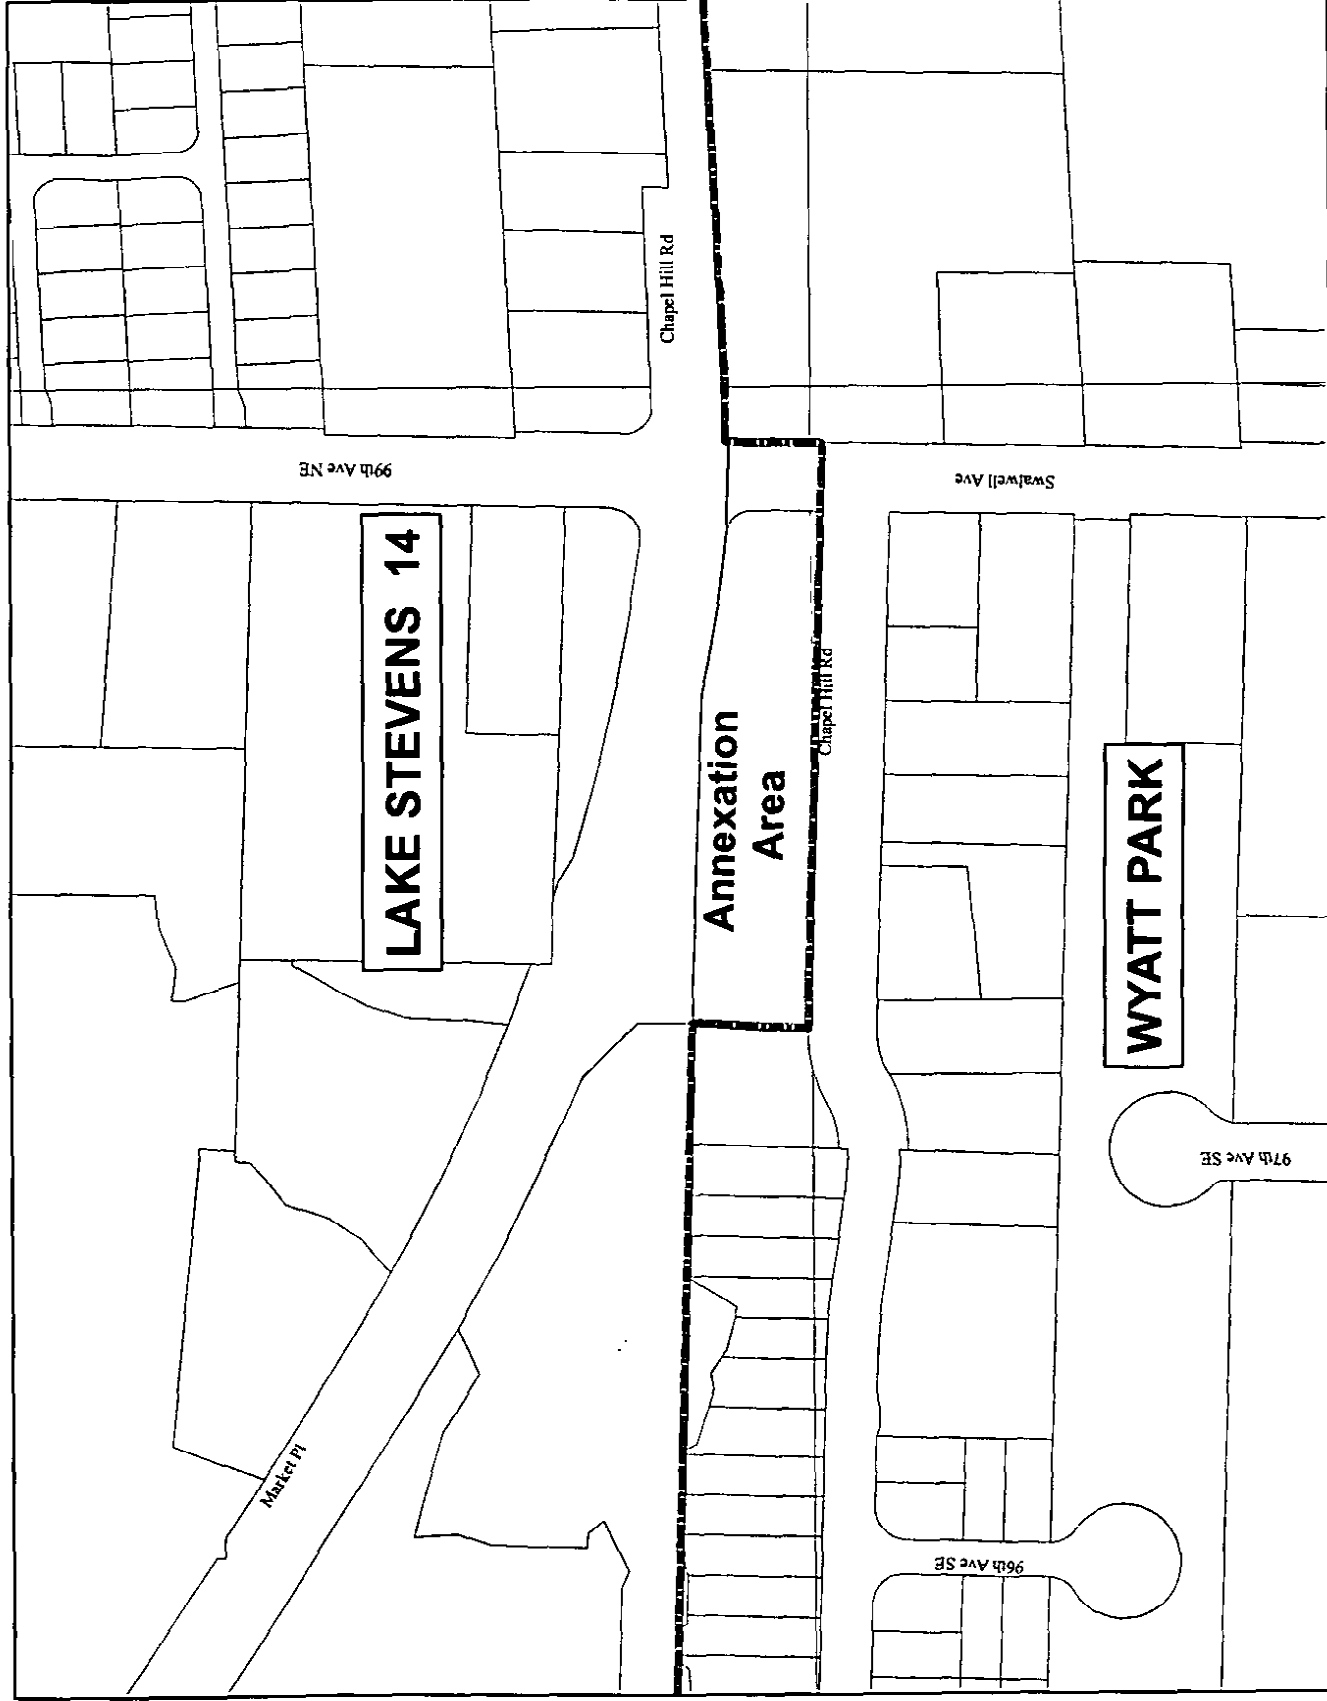 99th Ave NE
Chapel Hill Rd
Swalwell Ave
LAKE STEVENS 14
Annexation
Area
Chapel Hill Rd
WYATT PARK
Market Pl
97th Ave SE
96th Ave SE